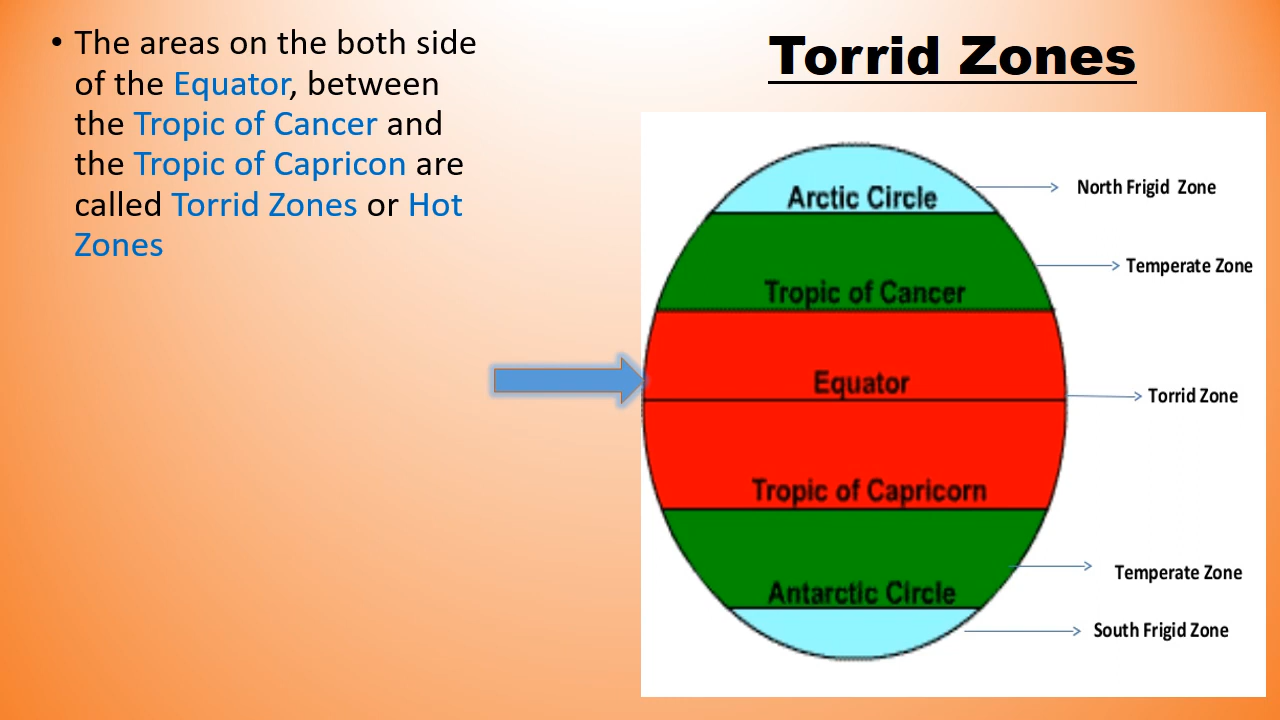 • The areas on the both side
of the Equator, between
the Tropic of Cancer and
the Tropic of Capricon are
called Torrid Zones or Hot
Zones
Torrid Zones
Arctic Circle
North Frigid Zone
Temperate Zone
Tropic of Cancer
Equator
Torrid Zone
Tropic of Capricorn
Temperate Zone
Antarctic Circle
South Frigid Zone